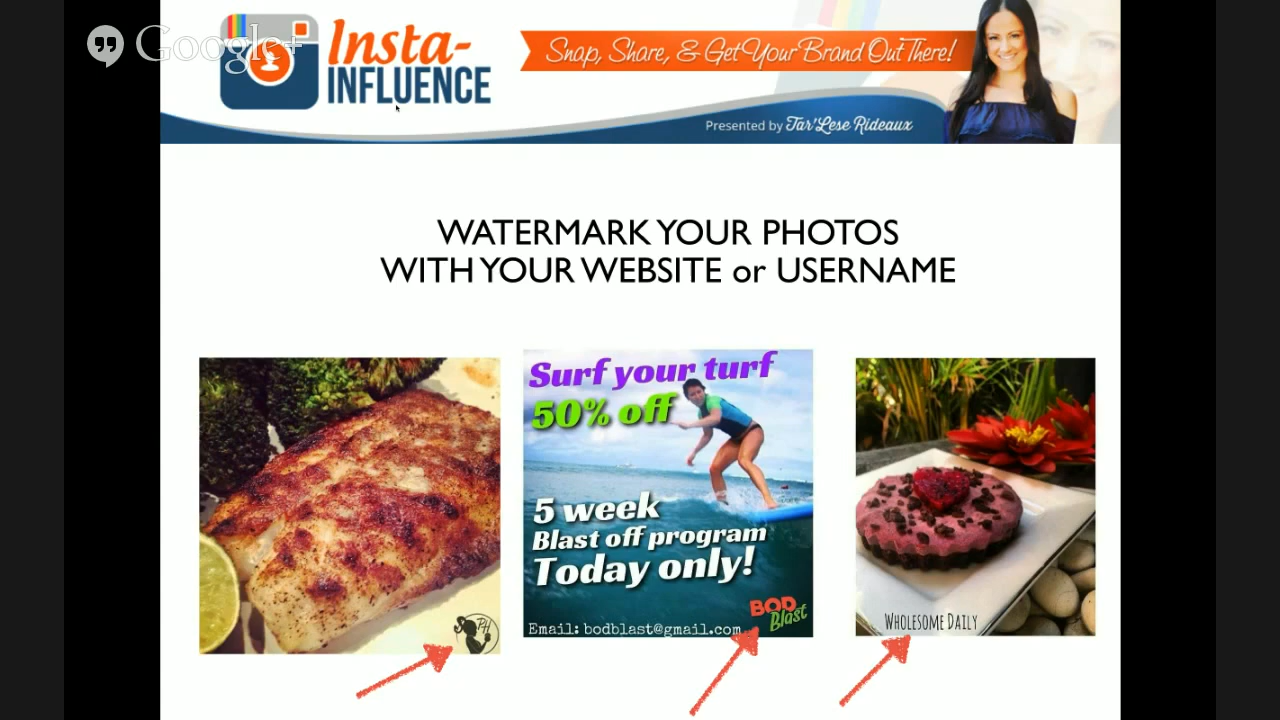 Google+
Insta-
INFLUENCE
Snap, Share, & Get Your Brand Out There!
Presented by Tar'Lese Rideaux
WATERMARK YOUR PHOTOS
WITH YOUR WEBSITE or USERNAME
Surf your turf
50% off
5 week
Blast off program
Today only!
BOD
Blast
Email: bodblast@gmail.com
S PH
WHOLESOME DAILY